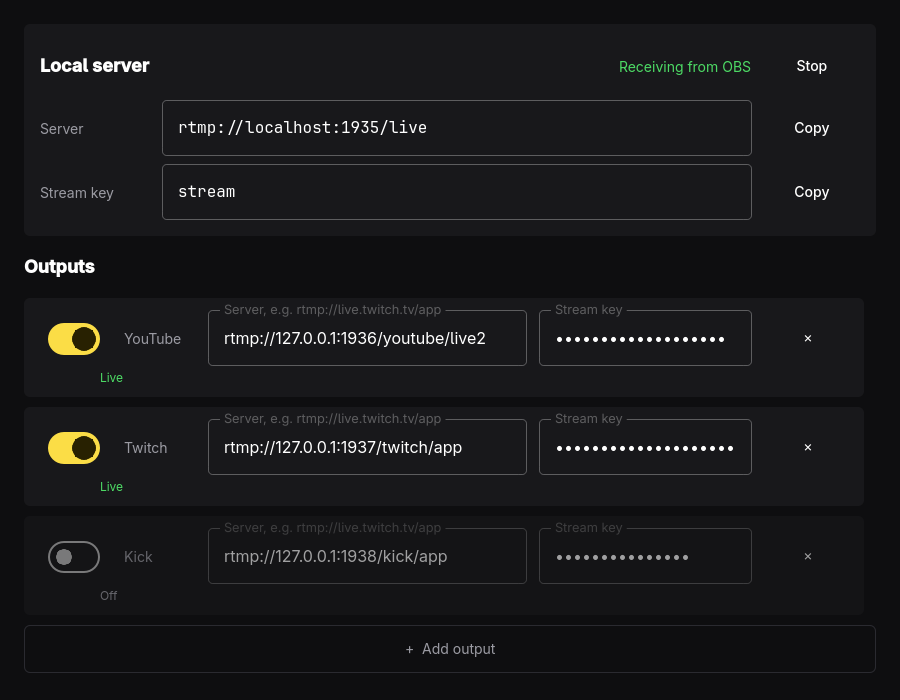 Local server
Receiving from OBS
Stop
Server
rtmp://localhost:1935/live
Copy
Stream key
stream
Copy
Outputs
YouTube
Server, e.g. rtmp://live.twitch.tv/app
rtmp://127.0.0.1:1936/youtube/live2
Stream key
••••••••••••••••••• 
×
Live
Twitch
Server, e.g. rtmp://live.twitch.tv/app
rtmp://127.0.0.1:1937/twitch/app
Stream key
••••••••••••••••••••
×
Live
Kick
Server, e.g. rtmp://live.twitch.tv/app
rtmp://127.0.0.1:1938/kick/app
Stream key
•••••••••••••••
×
Off
+ Add output